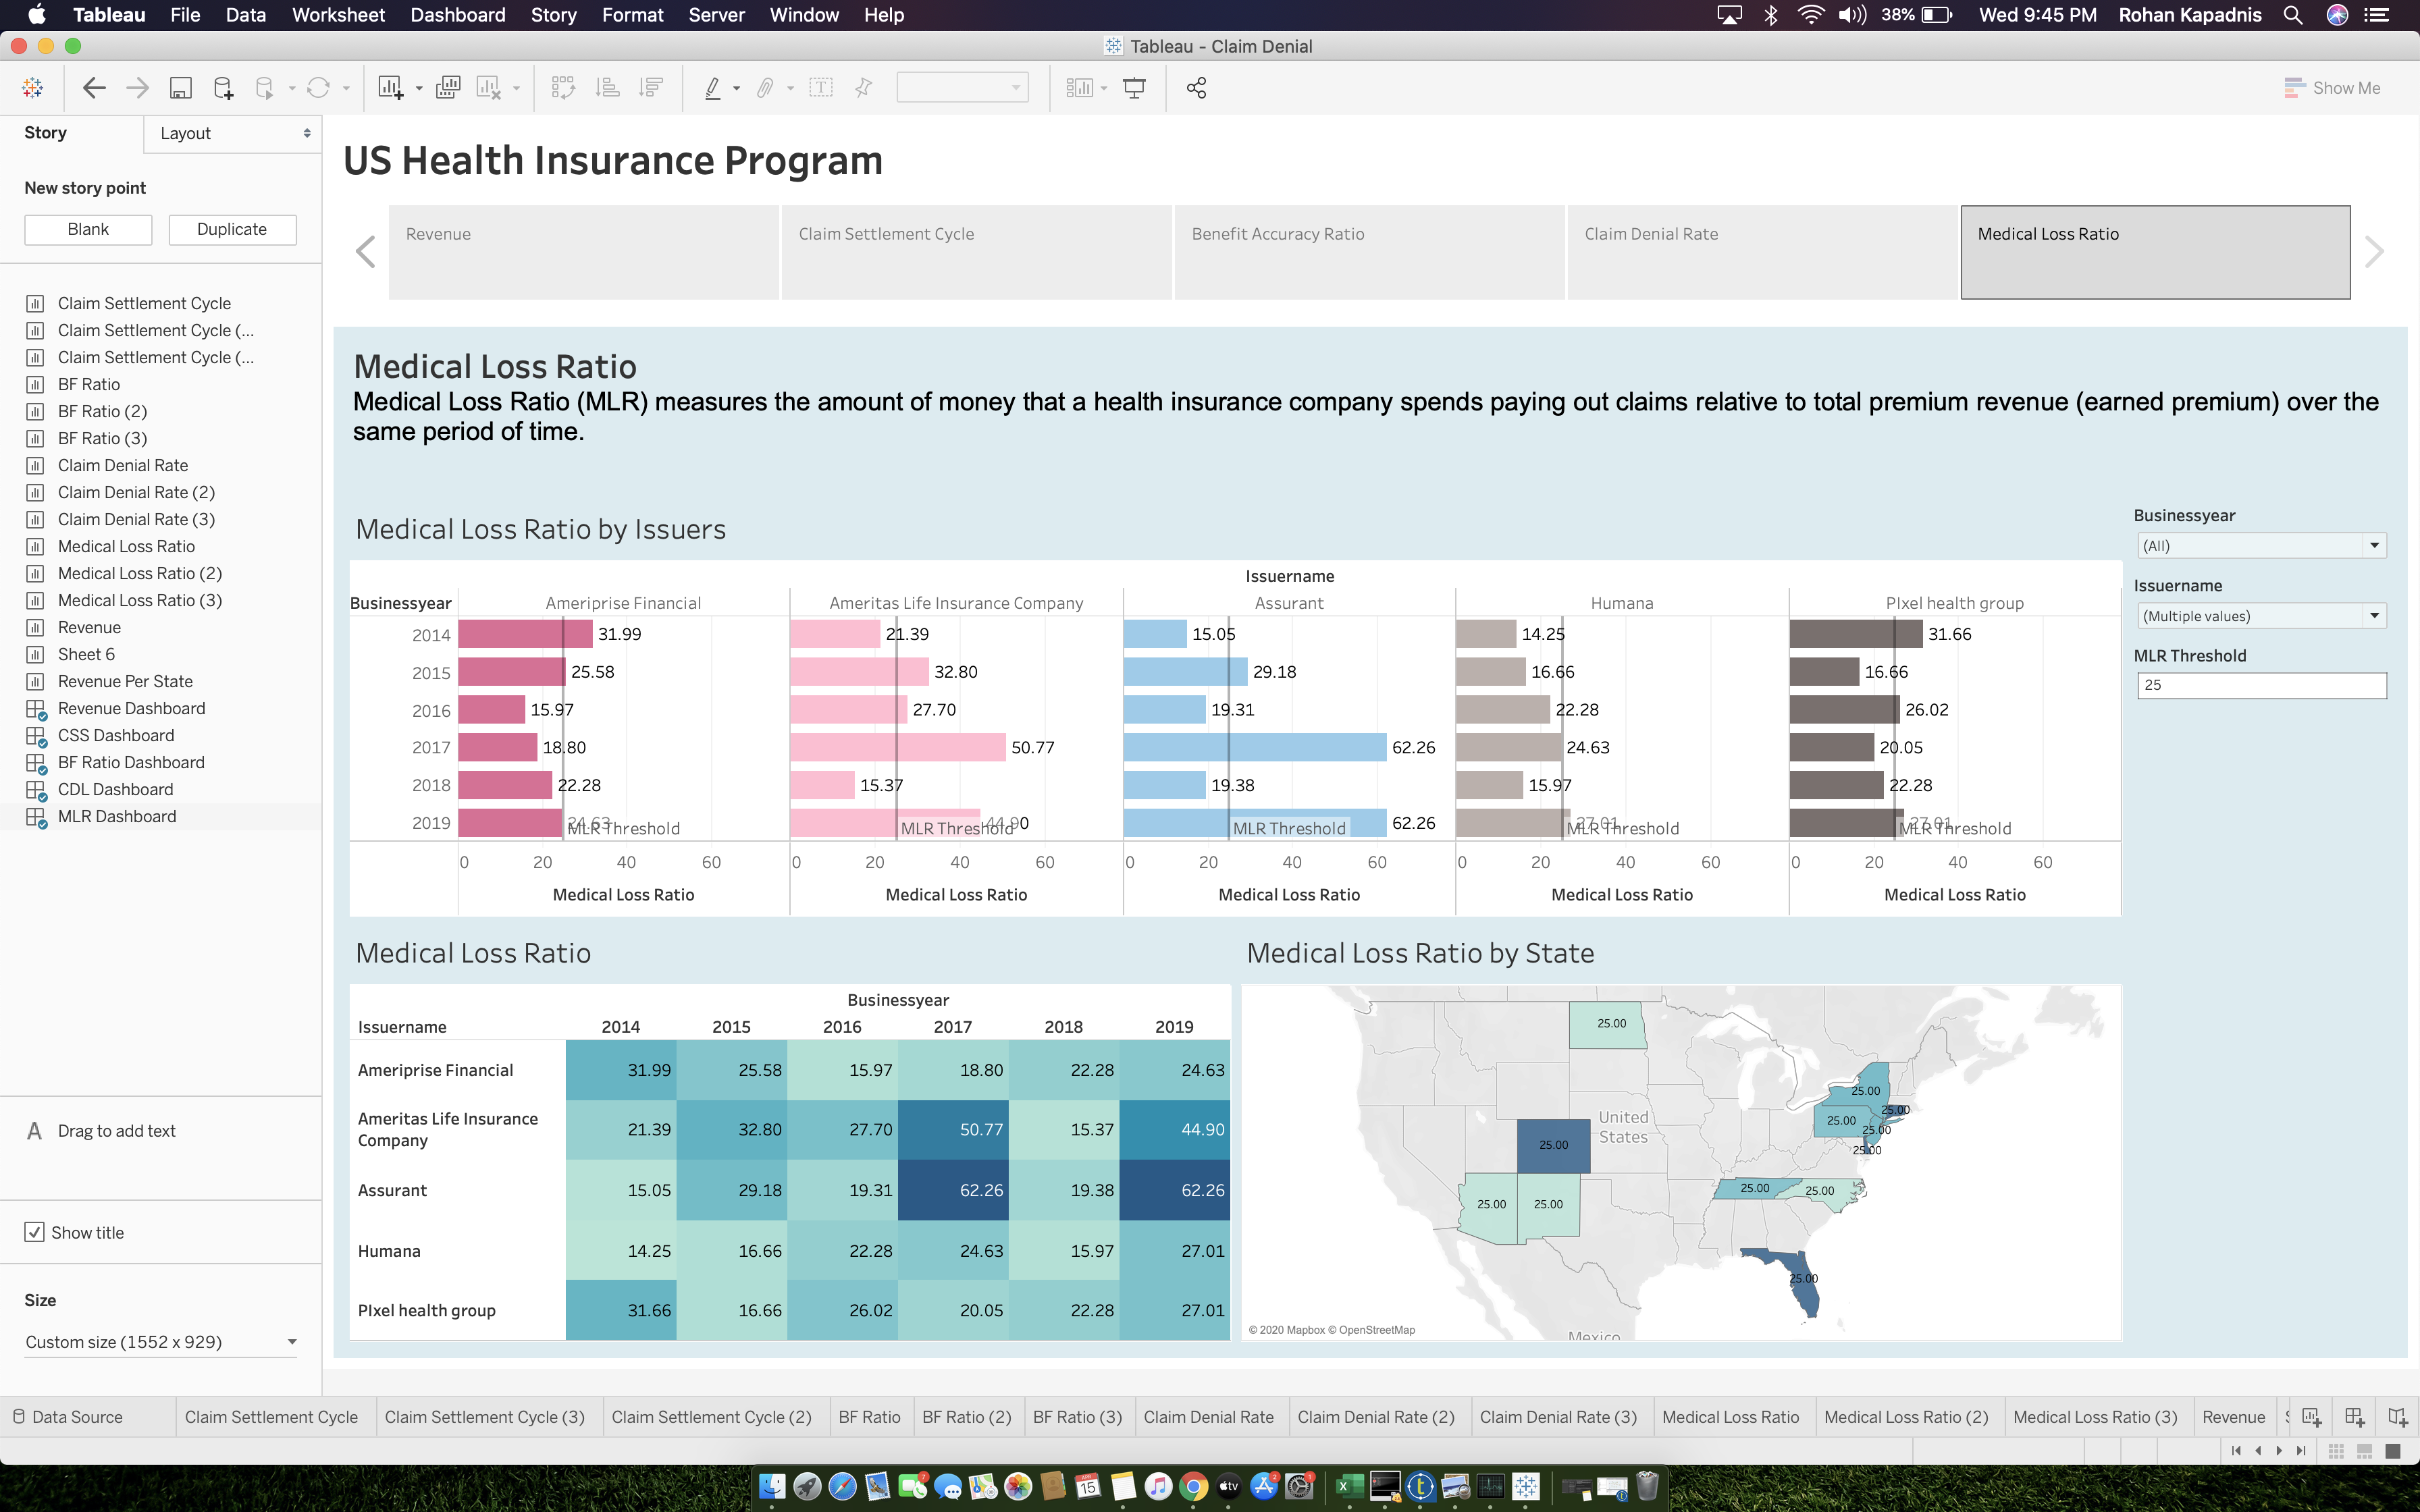 Tableau File Data Worksheet Dashboard Story Format Server Window Help
38% Wed 9:45 PM Rohan Kapadnis
Tableau - Claim Denial
Show Me
Story Layout
New story point
Blank Duplicate
Claim Settlement Cycle
Claim Settlement Cycle (...
Claim Settlement Cycle (...
BF Ratio
BF Ratio (2)
BF Ratio (3)
Claim Denial Rate
Claim Denial Rate (2)
Claim Denial Rate (3)
Medical Loss Ratio
Medical Loss Ratio (2)
Medical Loss Ratio (3)
Revenue
Sheet 6
Revenue Per State
Revenue Dashboard
CSS Dashboard
BF Ratio Dashboard
CDL Dashboard
MLR Dashboard
A Drag to add text
Show title
Size
Custom size (1552 x 929)
US Health Insurance Program
Revenue Claim Settlement Cycle Benefit Accuracy Ratio Claim Denial Rate Medical Loss Ratio
Medical Loss Ratio
Medical Loss Ratio (MLR) measures the amount of money that a health insurance company spends paying out claims relative to total premium revenue (earned premium) over the
same period of time.
Medical Loss Ratio by Issuers
Issuername
Businessyear Ameriprise Financial Ameritas Life Insurance Company Assurant Humana PIxel health group
2014 31.99 21.39 15.05 14.25 31.66
2015 25.58 32.80 29.18 16.66 16.66
2016 15.97 27.70 19.31 22.28 26.02
2017 18.80 50.77 62.26 24.63 20.05
2018 22.28 15.37 19.38 15.97 22.28
2019 24.63 44.90 62.26 27.01 27.01
MLR Threshold MLR Threshold MLR Threshold MLR Threshold MLR Threshold
0 20 40 60 0 20 40 60 0 20 40 60 0 20 40 60 0 20 40 60
Medical Loss Ratio Medical Loss Ratio Medical Loss Ratio Medical Loss Ratio Medical Loss Ratio
Businessyear
(All)
Issuername
(Multiple values)
MLR Threshold
25
Medical Loss Ratio
Businessyear
Issuername 2014 2015 2016 2017 2018 2019
Ameriprise Financial 31.99 25.58 15.97 18.80 22.28 24.63
Ameritas Life Insurance
Company 21.39 32.80 27.70 50.77 15.37 44.90
Assurant 15.05 29.18 19.31 62.26 19.38 62.26
Humana 14.25 16.66 22.28 24.63 15.97 27.01
PIxel health group 31.66 16.66 26.02 20.05 22.28 27.01
Medical Loss Ratio by State
25.00
25.00
25.00
25.00
25.00
25.00
25.00
United
States
25.00
25.00
25.00
25.00
25.00
25.00
Mexico
© 2020 Mapbox © OpenStreetMap
Data Source Claim Settlement Cycle Claim Settlement Cycle (3) Claim Settlement Cycle (2) BF Ratio BF Ratio (2) BF Ratio (3) Claim Denial Rate Claim Denial Rate (2) Claim Denial Rate (3) Medical Loss Ratio Medical Loss Ratio (2) Medical Loss Ratio (3) Revenue
15
tv